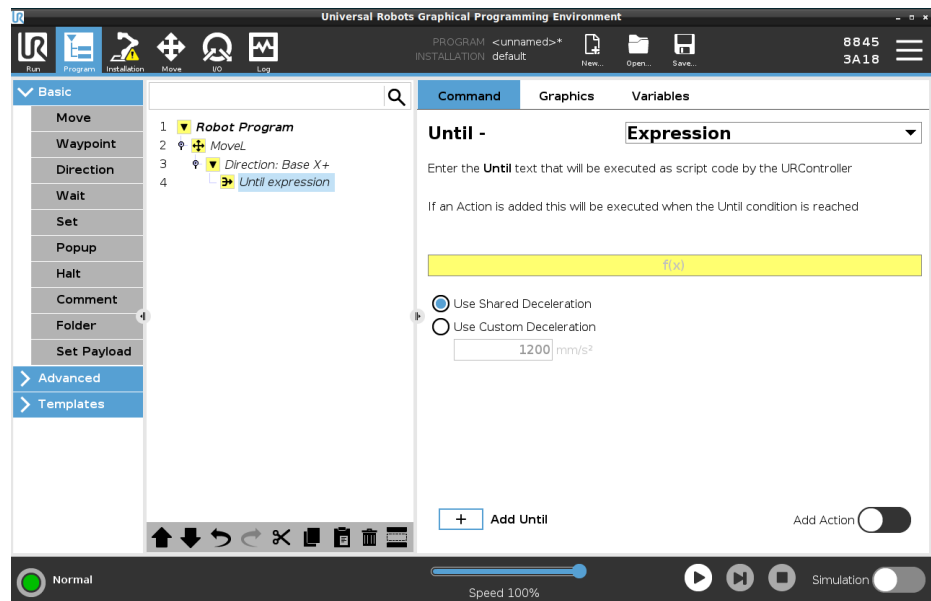 UR
Universal Robots Graphical Programming Environment
UR
Run
Program
Installation
Move
I/O
Log
PROGRAM <unnamed>*
INSTALLATION default
New...
Open...
Save...
8845
3A18
Basic
Move
Waypoint
Direction
Wait
Set
Popup
Halt
Comment
Folder
Set Payload
Advanced
Templates
1 Robot Program
2 MoveL
3 Direction: Base X+
4 Until expression
Command Graphics Variables
Until - Expression
Enter the Until text that will be executed as script code by the URController
If an Action is added this will be executed when the Until condition is reached
f(x)
Use Shared Deceleration
Use Custom Deceleration
1200 mm/s²
+ Add Until
Add Action
Normal
Speed 100%
Simulation